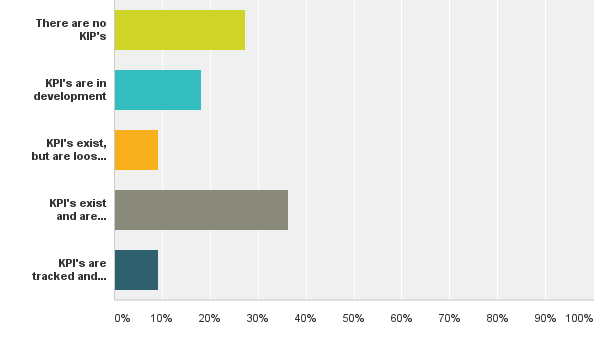 There are no
KIP's
KPI's are in
development
KPI's exist,
but are loos...
KPI's exist
and are...
KPI's are
tracked and...
0% 10% 20% 30% 40% 50% 60% 70% 80% 90% 100%